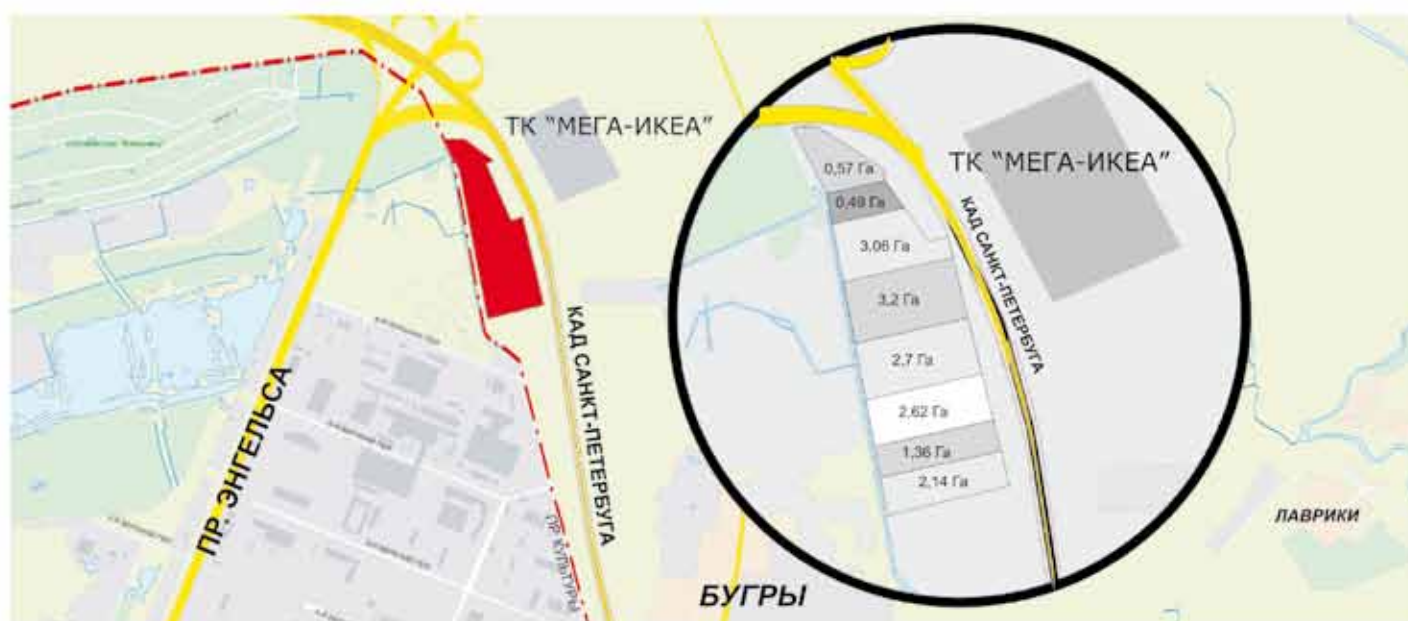 ТК "МЕГА-ИКЕА"
ПР. ЭНГЕЛЬСА
КАД САНКТ-ПЕТЕРБУГА
ПР. КУЛЬТУРЫ
БУГРЫ
ТК "МЕГА-ИКЕА"
КАД САНКТ-ПЕТЕРБУГА
0,57 Га
0,49 Га
3,06 Га
3,2 Га
2,7 Га
2,62 Га
1,36 Га
2,14 Га
ЛАВРИКИ